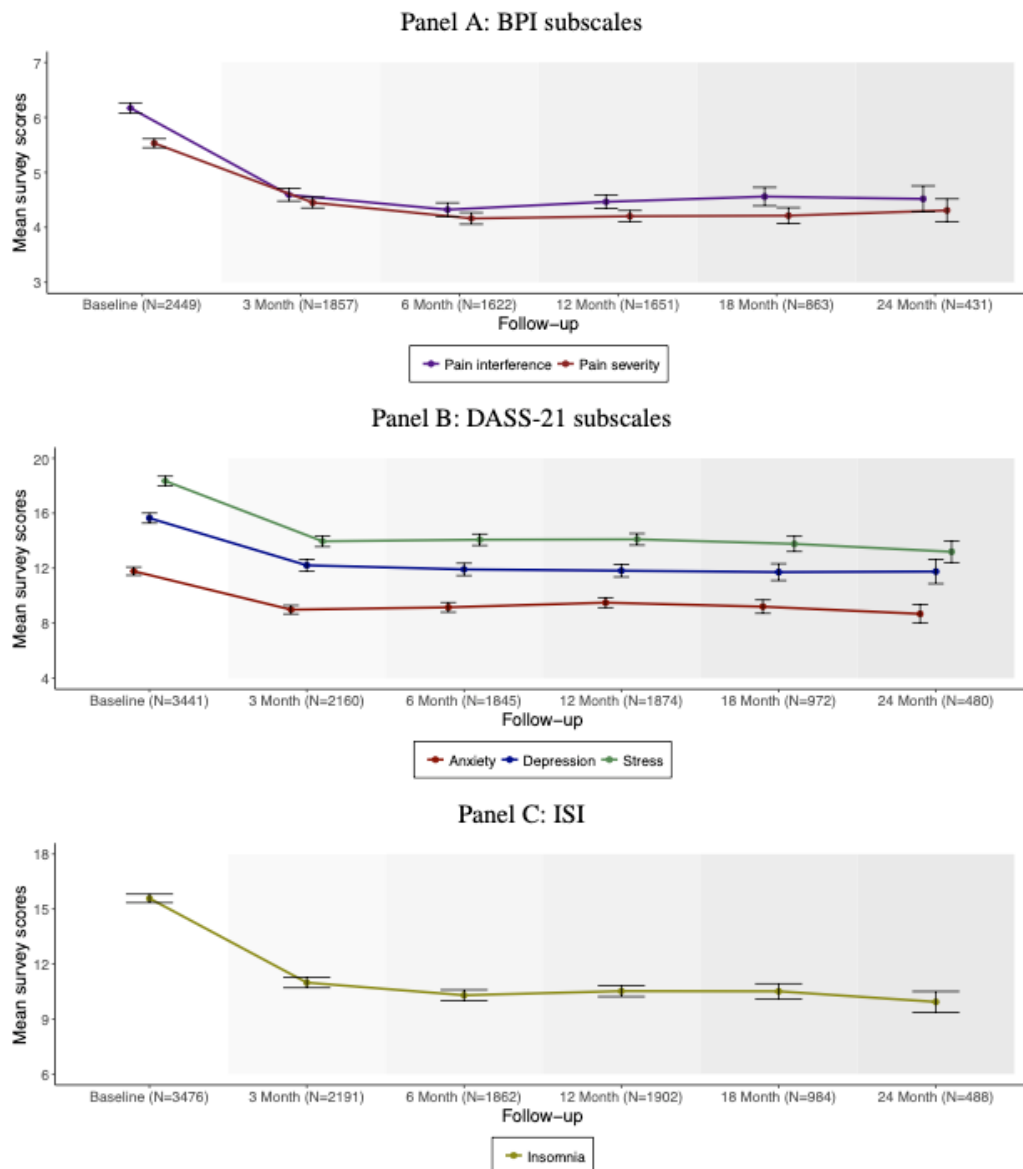 Panel A: BPI subscales
7
6
5
4
3
Mean survey scores
Baseline (N=2449) 3 Month (N=1857) 6 Month (N=1622) 12 Month (N=1651) 18 Month (N=863) 24 Month (N=431)
Follow−up
Pain interference Pain severity
Panel B: DASS-21 subscales
20
16
12
8
4
Mean survey scores
Baseline (N=3441) 3 Month (N=2160) 6 Month (N=1845) 12 Month (N=1874) 18 Month (N=972) 24 Month (N=480)
Follow−up
Anxiety Depression Stress
Panel C: ISI
18
15
12
9
6
Mean survey scores
Baseline (N=3476) 3 Month (N=2191) 6 Month (N=1862) 12 Month (N=1902) 18 Month (N=984) 24 Month (N=488)
Follow−up
Insomnia